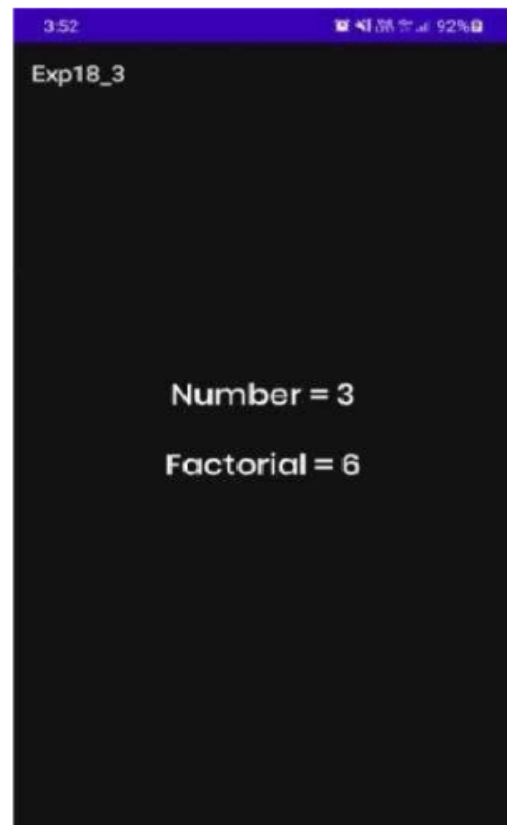 3:52 92%
Exp18_3
Number = 3
Factorial = 6